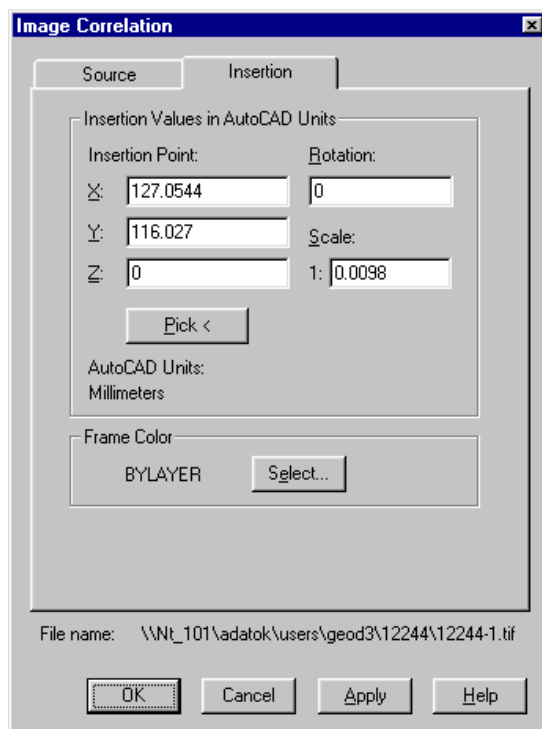 Image Correlation
Source Insertion
Insertion Values in AutoCAD Units
Insertion Point: Rotation:
X: 127.0544 0
Y: 116.027 Scale:
Z: 0 1: 0.0098
Pick <
AutoCAD Units:
Millimeters
Frame Color
BYLAYER Select...
File name: \\Nt_101\adatok\users\geod3\12244\12244-1.tif
OK Cancel Apply Help